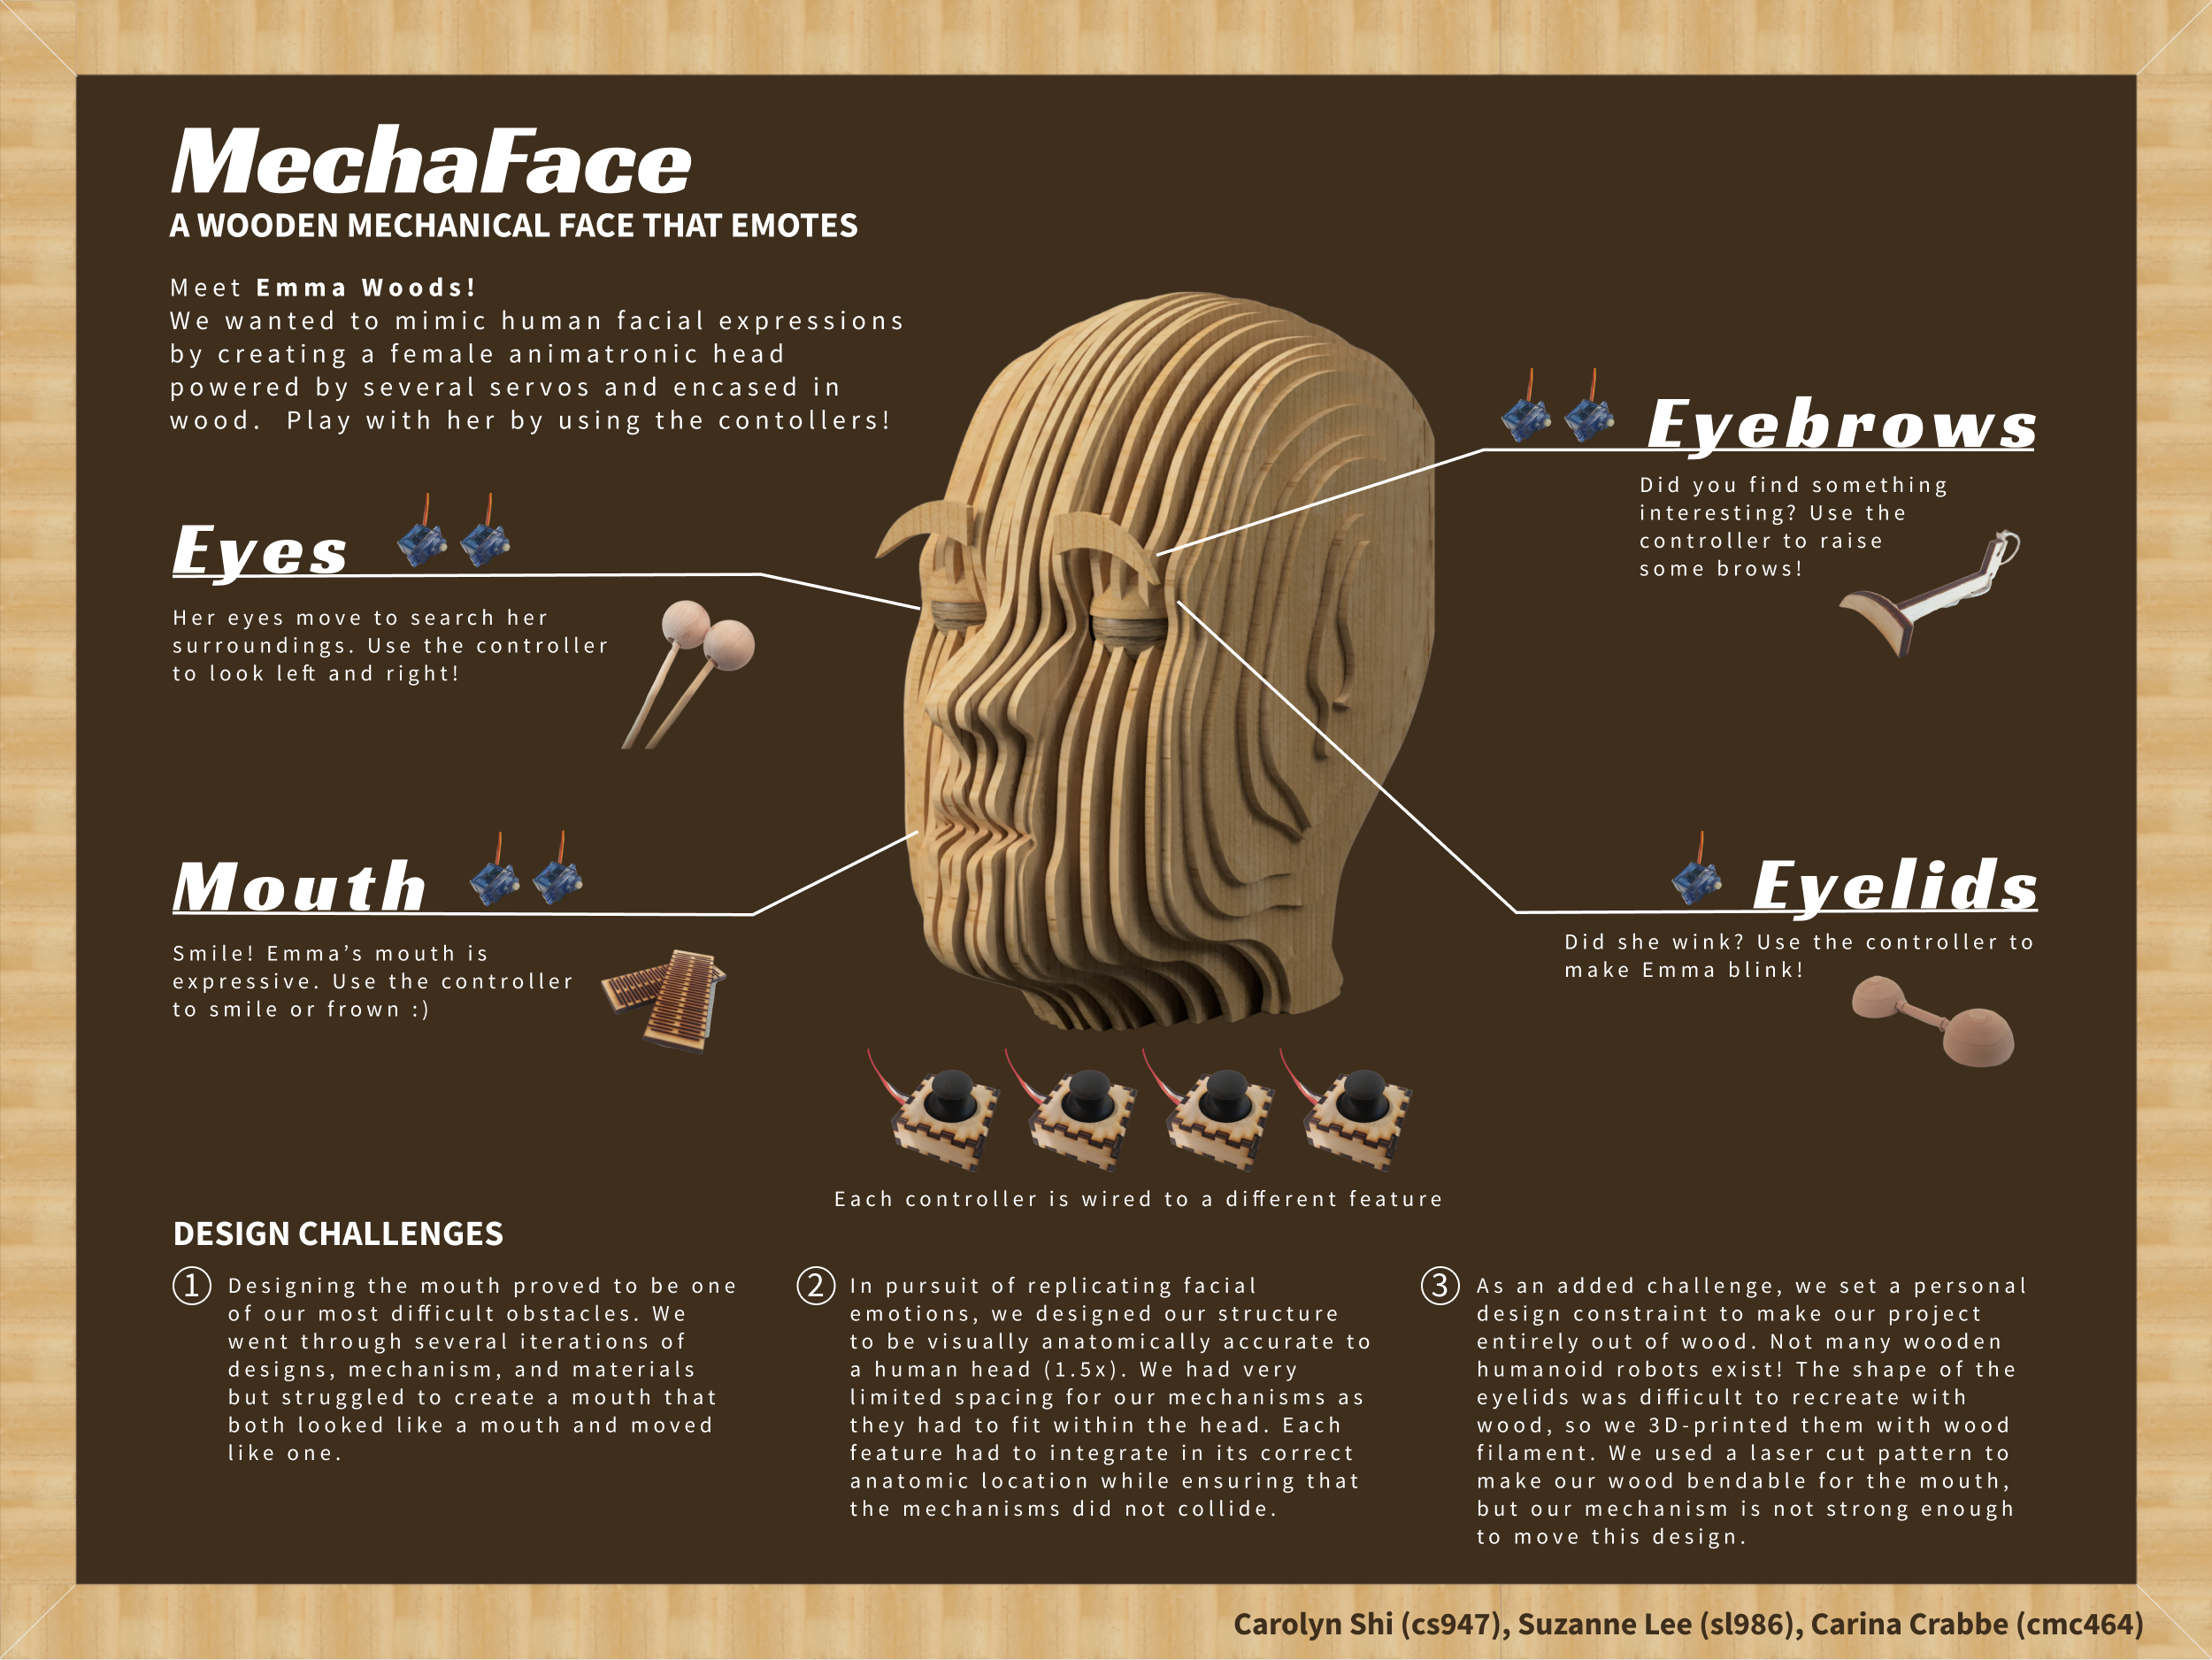 MechaFace
A WOODEN MECHANICAL FACE THAT EMOTES
Meet Emma Woods!
We wanted to mimic human facial expressions
by creating a female animatronic head
powered by several servos and encased in
wood.  Play with her by using the contollers!
Eyes
Her eyes move to search her
surroundings. Use the controller
to look left and right!
Mouth
Smile! Emma’s mouth is
expressive. Use the controller
to smile or frown :)
Eyebrows
Did you find something
interesting? Use the
controller to raise
some brows!
Eyelids
Did she wink? Use the controller to
make Emma blink!
Each controller is wired to a different feature
DESIGN CHALLENGES
1
Designing the mouth proved to be one
of our most difficult obstacles. We
went through several iterations of
designs, mechanism, and materials
but struggled to create a mouth that
both looked like a mouth and moved
like one.
2
In pursuit of replicating facial
emotions, we designed our structure
to be visually anatomically accurate to
a human head (1.5x). We had very
limited spacing for our mechanisms as
they had to fit within the head. Each
feature had to integrate in its correct
anatomic location while ensuring that
the mechanisms did not collide.
3
As an added challenge, we set a personal
design constraint to make our project
entirely out of wood. Not many wooden
humanoid robots exist! The shape of the
eyelids was difficult to recreate with
wood, so we 3D-printed them with wood
filament. We used a laser cut pattern to
make our wood bendable for the mouth,
but our mechanism is not strong enough
to move this design.
Carolyn Shi (cs947), Suzanne Lee (sl986), Carina Crabbe (cmc464)